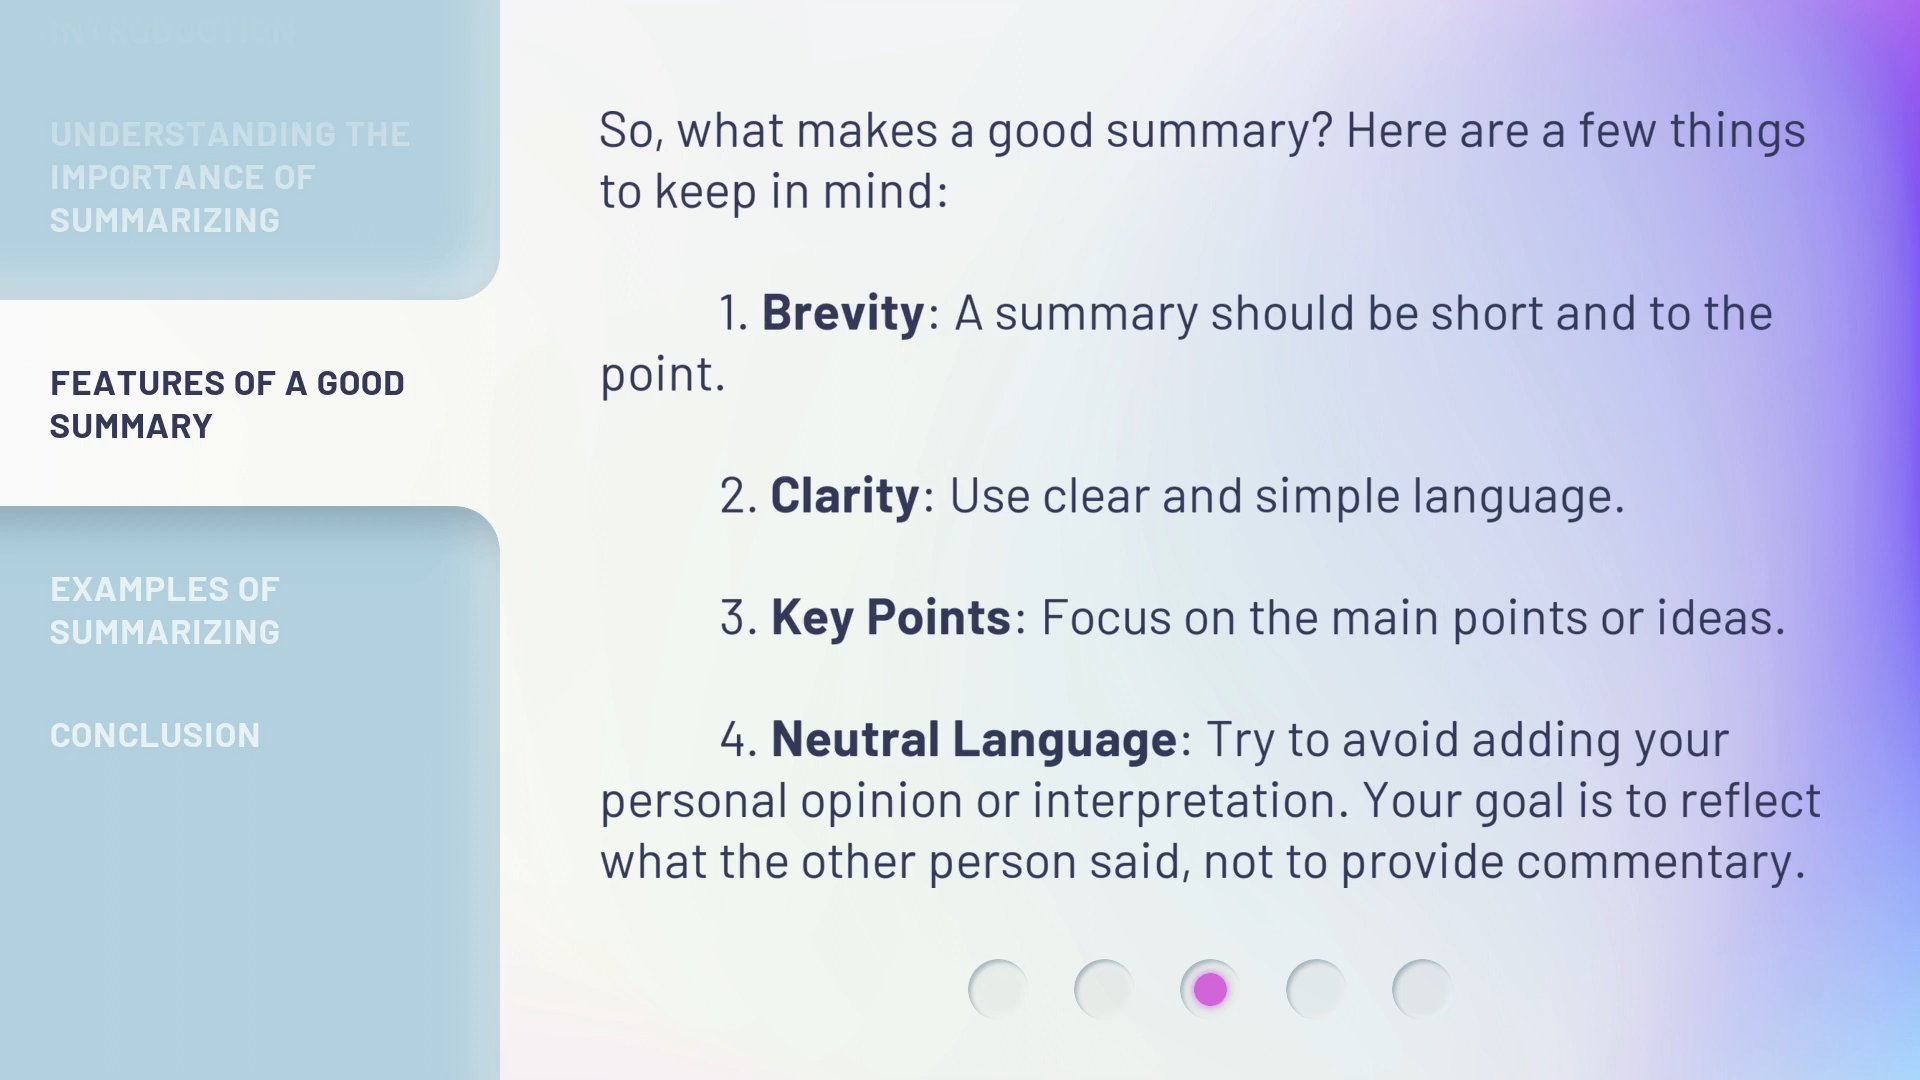 INTRODUCTION
UNDERSTANDING THE
IMPORTANCE OF
SUMMARIZING
FEATURES OF A GOOD
SUMMARY
EXAMPLES OF
SUMMARIZING
CONCLUSION
So, what makes a good summary? Here are a few things
to keep in mind:
1. Brevity: A summary should be short and to the
point.
2. Clarity: Use clear and simple language.
3. Key Points: Focus on the main points or ideas.
4. Neutral Language: Try to avoid adding your
personal opinion or interpretation. Your goal is to reflect
what the other person said, not to provide commentary.